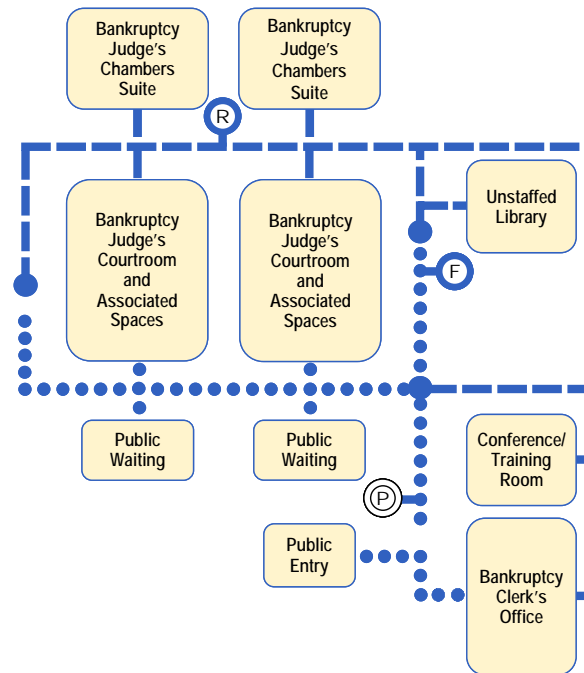 Bankruptcy
Judge's
Chambers
Suite
Bankruptcy
Judge's
Chambers
Suite
R
Unstaffed
Library
Bankruptcy
Judge's
Courtroom
and
Associated
Spaces
Bankruptcy
Judge's
Courtroom
and
Associated
Spaces
F
Public
Waiting
Public
Waiting
Conference/
Training
Room
P
Public
Entry
Bankruptcy
Clerk's
Office